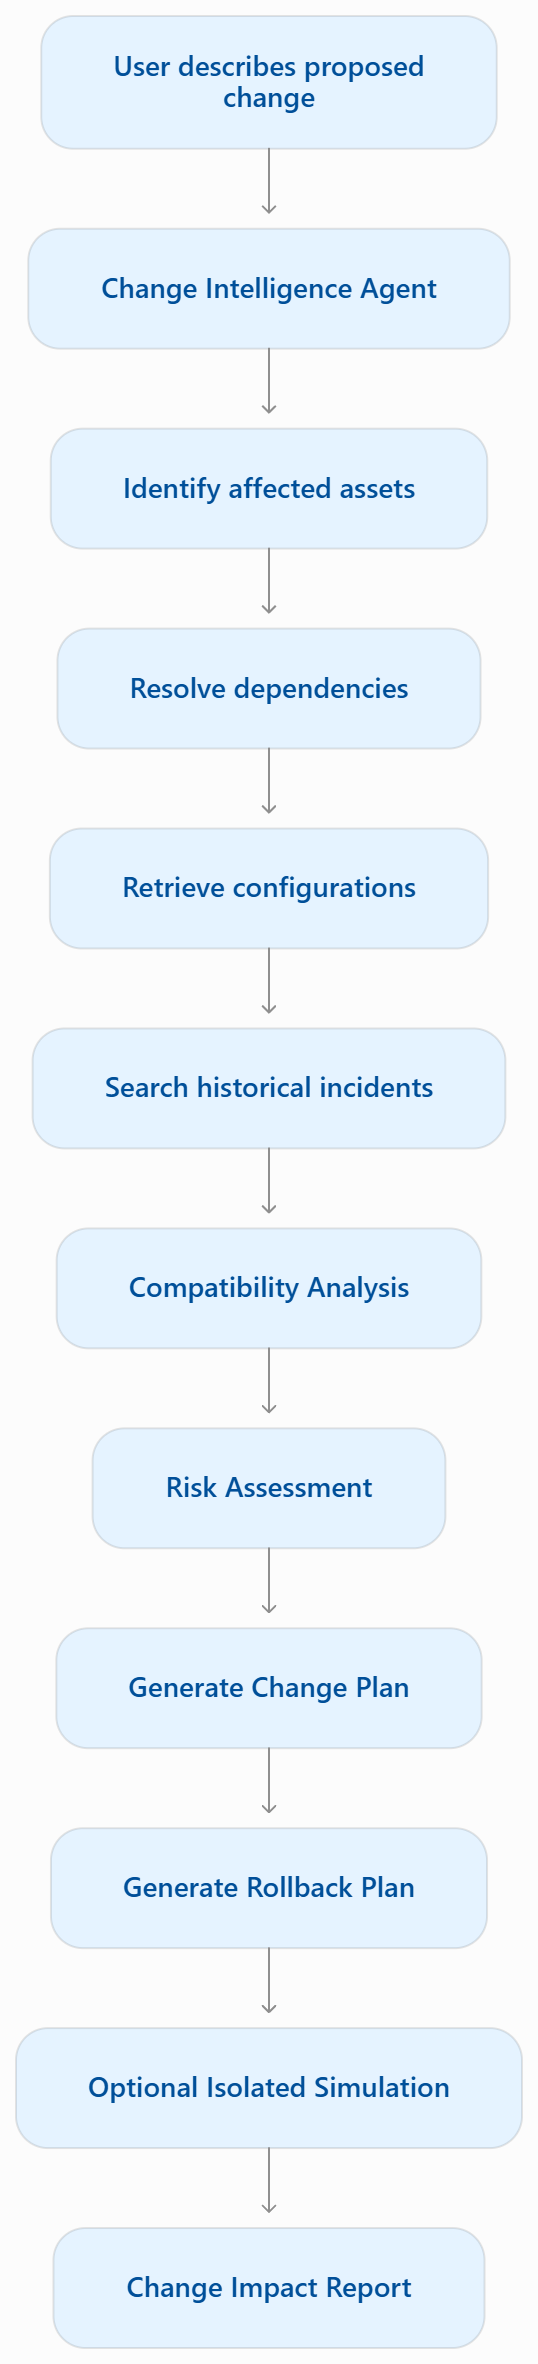 User describes proposed
change
Change Intelligence Agent
Identify affected assets
Resolve dependencies
Retrieve configurations
Search historical incidents
Compatibility Analysis
Risk Assessment
Generate Change Plan
Generate Rollback Plan
Optional Isolated Simulation
Change Impact Report